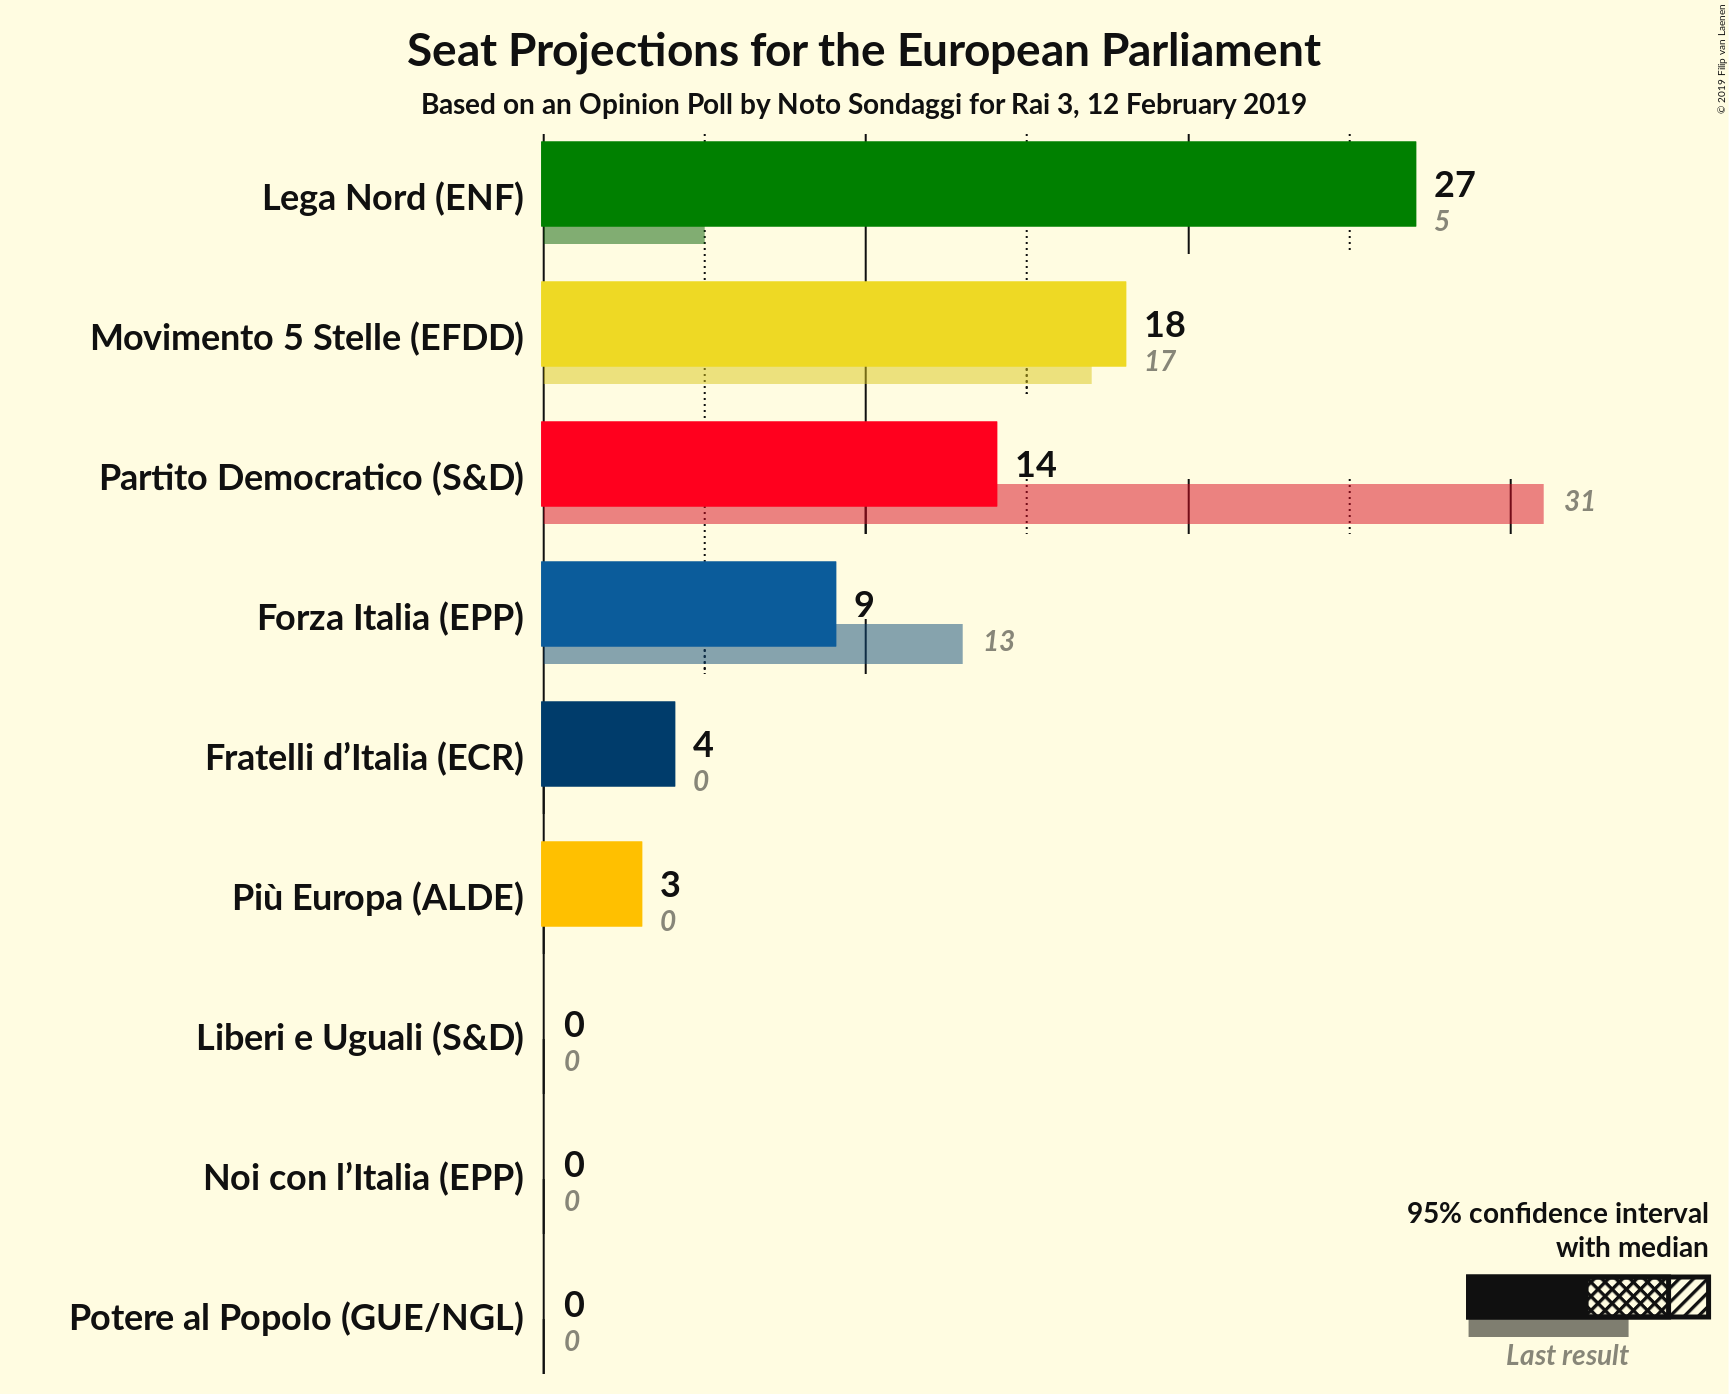 Seat Projections for the European Parliament
Based on an Opinion Poll by Noto Sondaggi for Rai 3, 12 February 2019
© 2019 Filip van Laenen
Lega Nord (ENF)
27
5
Movimento 5 Stelle (EFDD)
18
17
Partito Democratico (S&D)
14
31
Forza Italia (EPP)
9
13
Fratelli d’Italia (ECR)
4
0
Più Europa (ALDE)
3
0
Liberi e Uguali (S&D)
0
0
Noi con l’Italia (EPP)
0
0
Potere al Popolo (GUE/NGL)
0
0
95% confidence interval
with median
Last result